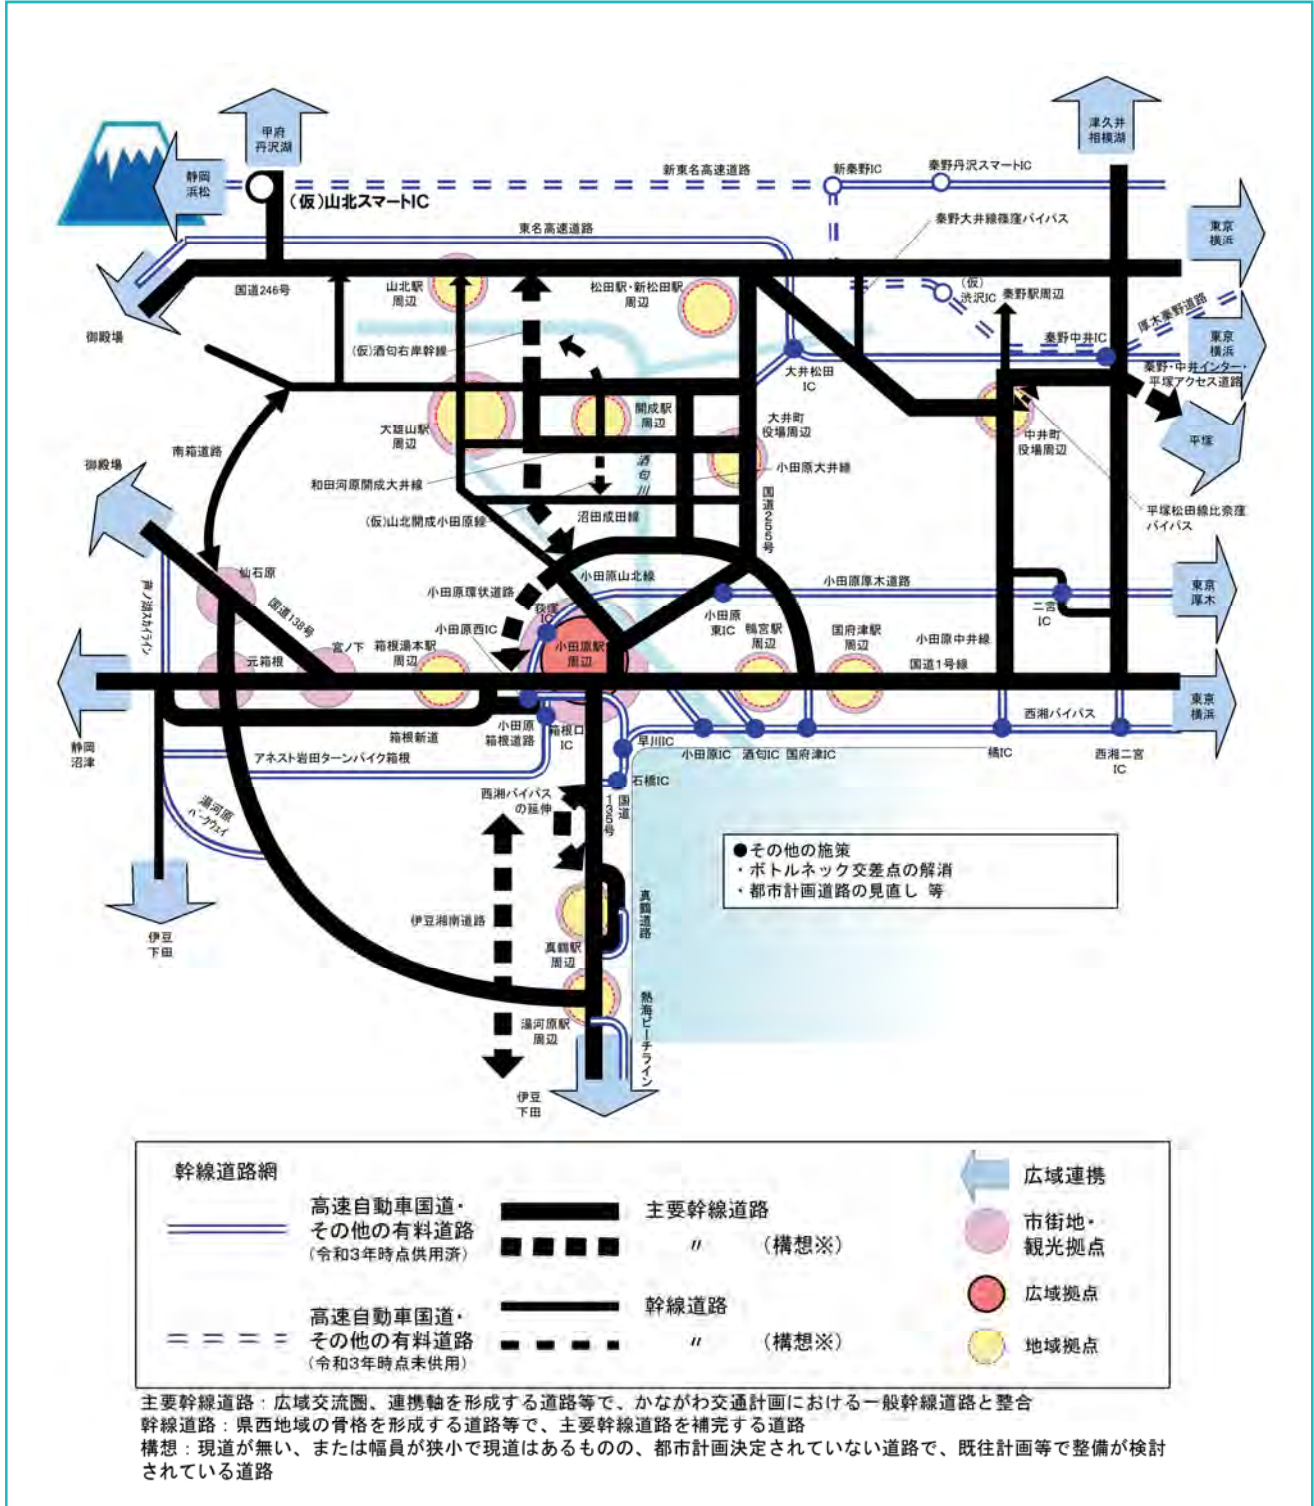 甲府
丹沢湖
津久井
相模湖
静岡
浜松
新東名高速道路
新秦野IC
秦野丹沢スマートIC
(仮)山北スマートIC
東名高速道路
秦野大井線篠窪バイパス
東京
横浜
国道246号
山北駅
周辺
松田駅・新松田駅
周辺
(仮)
渋沢IC
秦野駅周辺
厚木秦野道路
御殿場
(仮)酒匂右岸幹線
大井松田
IC
秦野中井IC
東京
横浜
秦野・中井インター・
平塚アクセス道路
大雄山駅
周辺
開成駅
周辺
大井町
役場周辺
中井町
役場周辺
平塚
南箱道路
御殿場
酒匂川
小田原大井線
和田河原開成大井線
(仮)山北開成小田原線
沼田成田線
国道255号
平塚松田線比奈窪
バイパス
仙石原
芦ノ湖スカイライン
国道138号
小田原山北線
小田原環状道路
荻窪
IC
小田原厚木道路
東京
厚木
小田原西IC
小田原
東IC
二宮
IC
宮ノ下
元箱根
箱根湯本駅
周辺
小田原駅
周辺
鴨宮駅
周辺
国府津駅
周辺
小田原中井線
国道1号線
東京
横浜
静岡
沼津
箱根新道
小田原
箱根道路
箱根口
IC
早川IC
小田原IC
酒匂IC
国府津IC
橘IC
西湘バイパス
西湘二宮
IC
アネスト岩田ターンパイク箱根
石橋IC
西湘バイパス
の延伸
国道135号
湯河原
パークウェイ
●その他の施策
・ボトルネック交差点の解消
・都市計画道路の見直し 等
伊豆湘南道路
真鶴道路
真鶴駅
周辺
伊豆
下田
湯河原駅
周辺
熱海ビーチライン
伊豆
下田
幹線道路網
高速自動車国道・
その他の有料道路
(令和3年時点供用済)
高速自動車国道・
その他の有料道路
(令和3年時点未供用)
主要幹線道路
〃 (構想※)
幹線道路
〃 (構想※)
広域連携
市街地・
観光拠点
広域拠点
地域拠点
主要幹線道路：広域交流圏、連携軸を形成する道路等で、かながわ交通計画における一般幹線道路と整合
幹線道路：県西地域の骨格を形成する道路等で、主要幹線道路を補完する道路
構想：現道が無い、または幅員が狭小で現道はあるものの、都市計画決定されていない道路で、既往計画等で整備が検討
されている道路